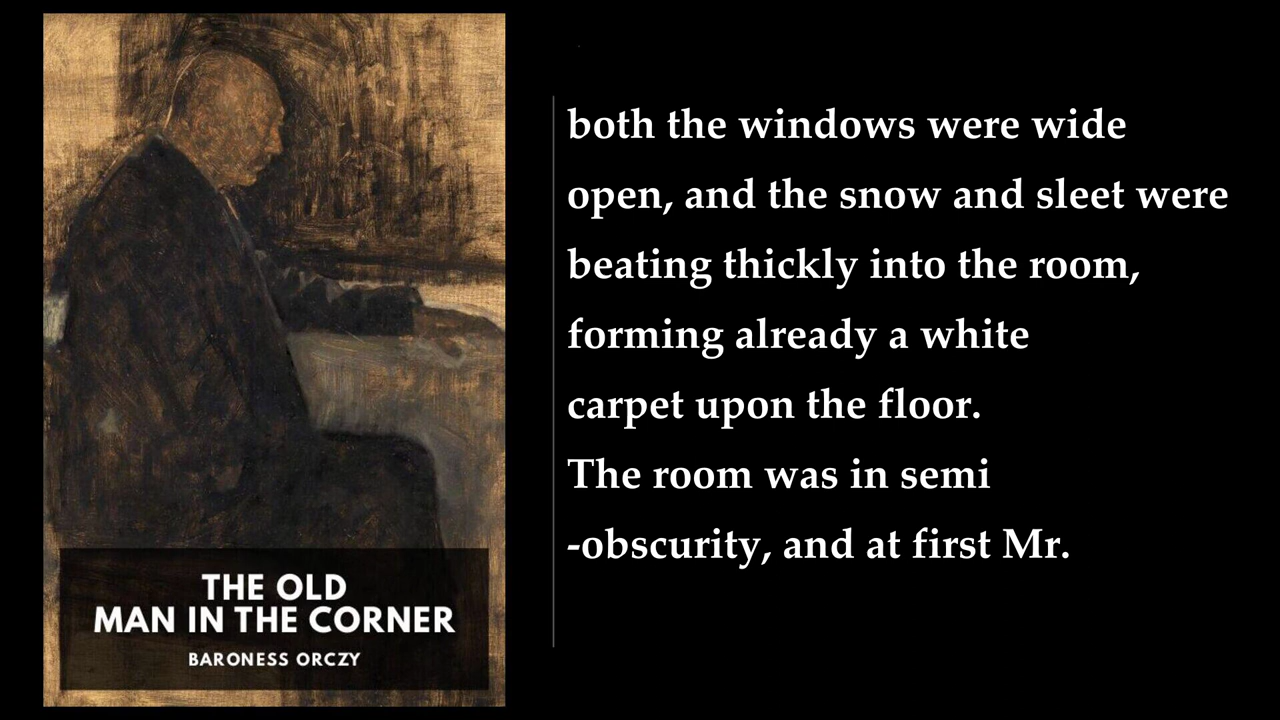 THE OLD
MAN IN THE CORNER
BARONESS ORCZY
both the windows were wide
open, and the snow and sleet were
beating thickly into the room,
forming already a white
carpet upon the floor.
The room was in semi
-obscurity, and at first Mr.